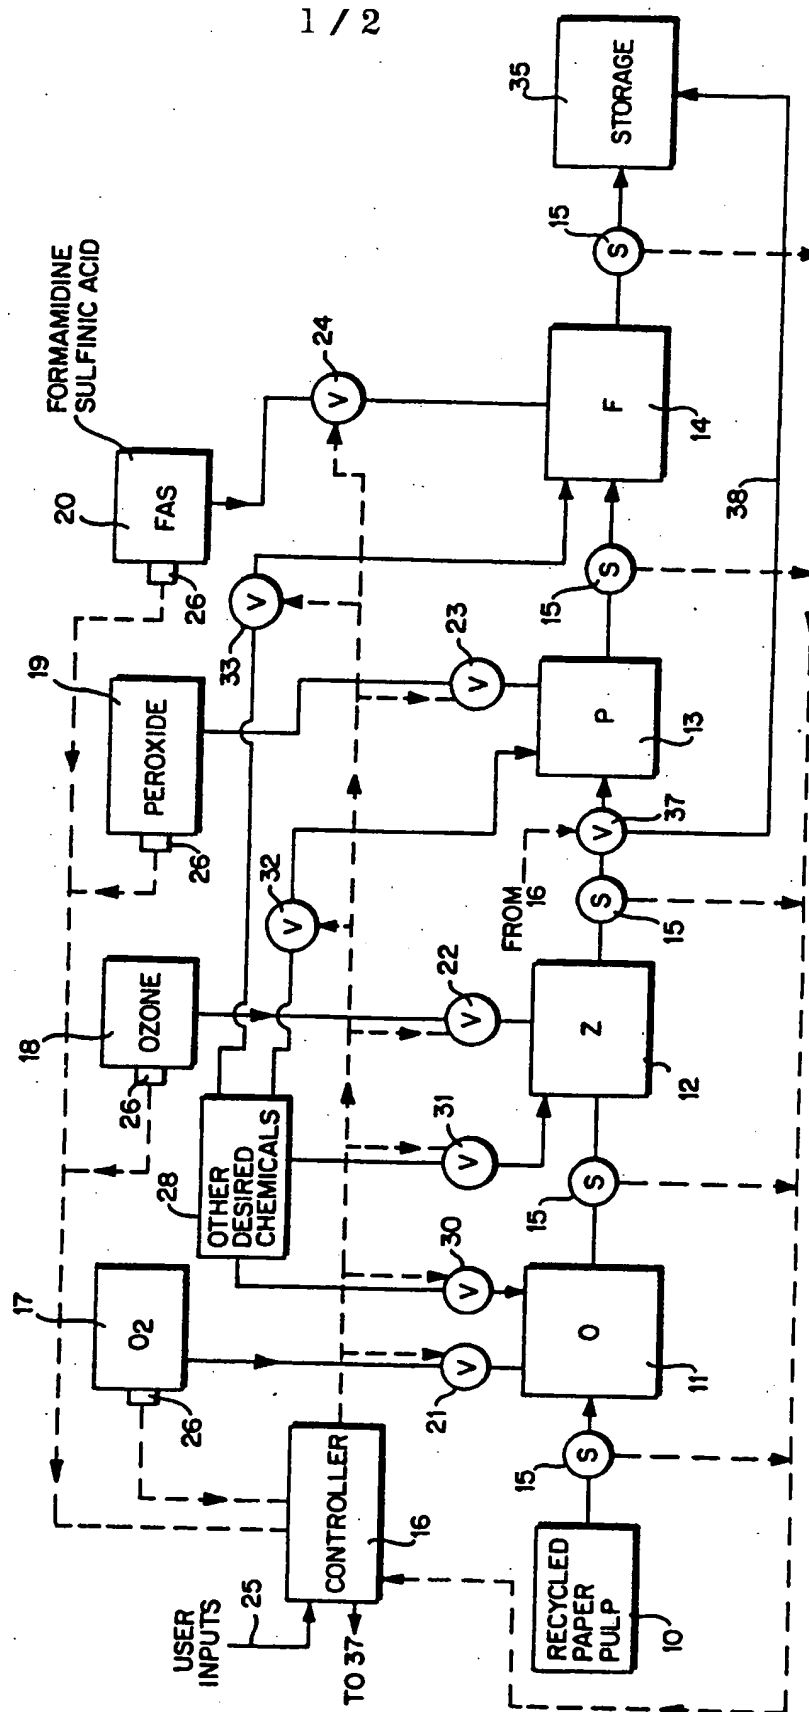 1 / 2
FORMAMIDINE
SULFINIC ACID
17
O2
26
18
OZONE
26
19
PEROXIDE
26
20
FAS
26
USER
INPUTS
25
CONTROLLER
16
TO 37
28
OTHER
DESIRED
CHEMICALS
V
33
V
32
V
24
V
21
V
30
V
31
V
22
V
23
FROM
16
RECYCLED
PAPER
PULP
10
S
15
O
11
S
15
Z
12
S
15
V
37
P
13
S
15
F
14
S
15
STORAGE
35
38